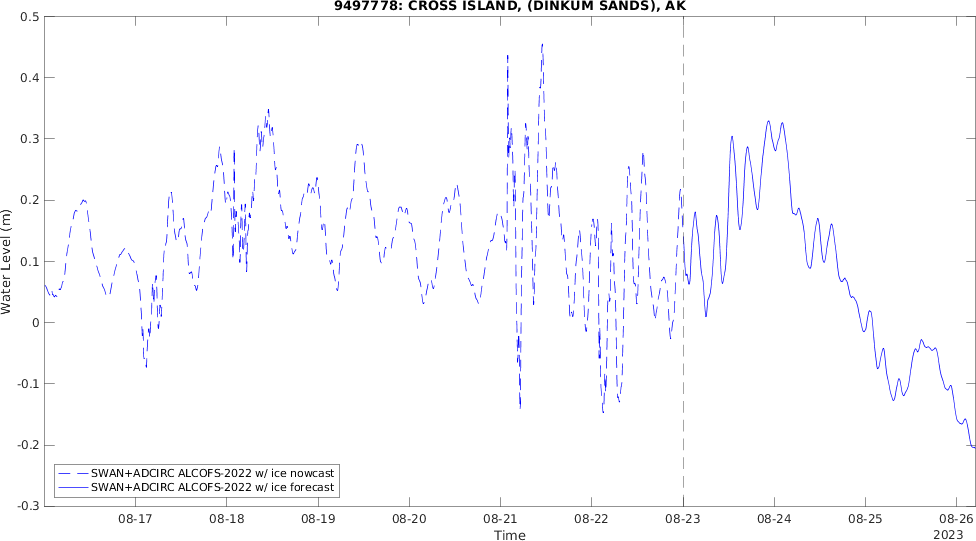 9497778: CROSS ISLAND, (DINKUM SANDS), AK
0.5
0.4
0.3
0.2
0.1
0
-0.1
-0.2
-0.3
Water Level (m)
SWAN+ADCIRC ALCOFS-2022 w/ ice nowcast
SWAN+ADCIRC ALCOFS-2022 w/ ice forecast
08-17 08-18 08-19 08-20 08-21 08-22 08-23 08-24 08-25 08-26
Time
2023